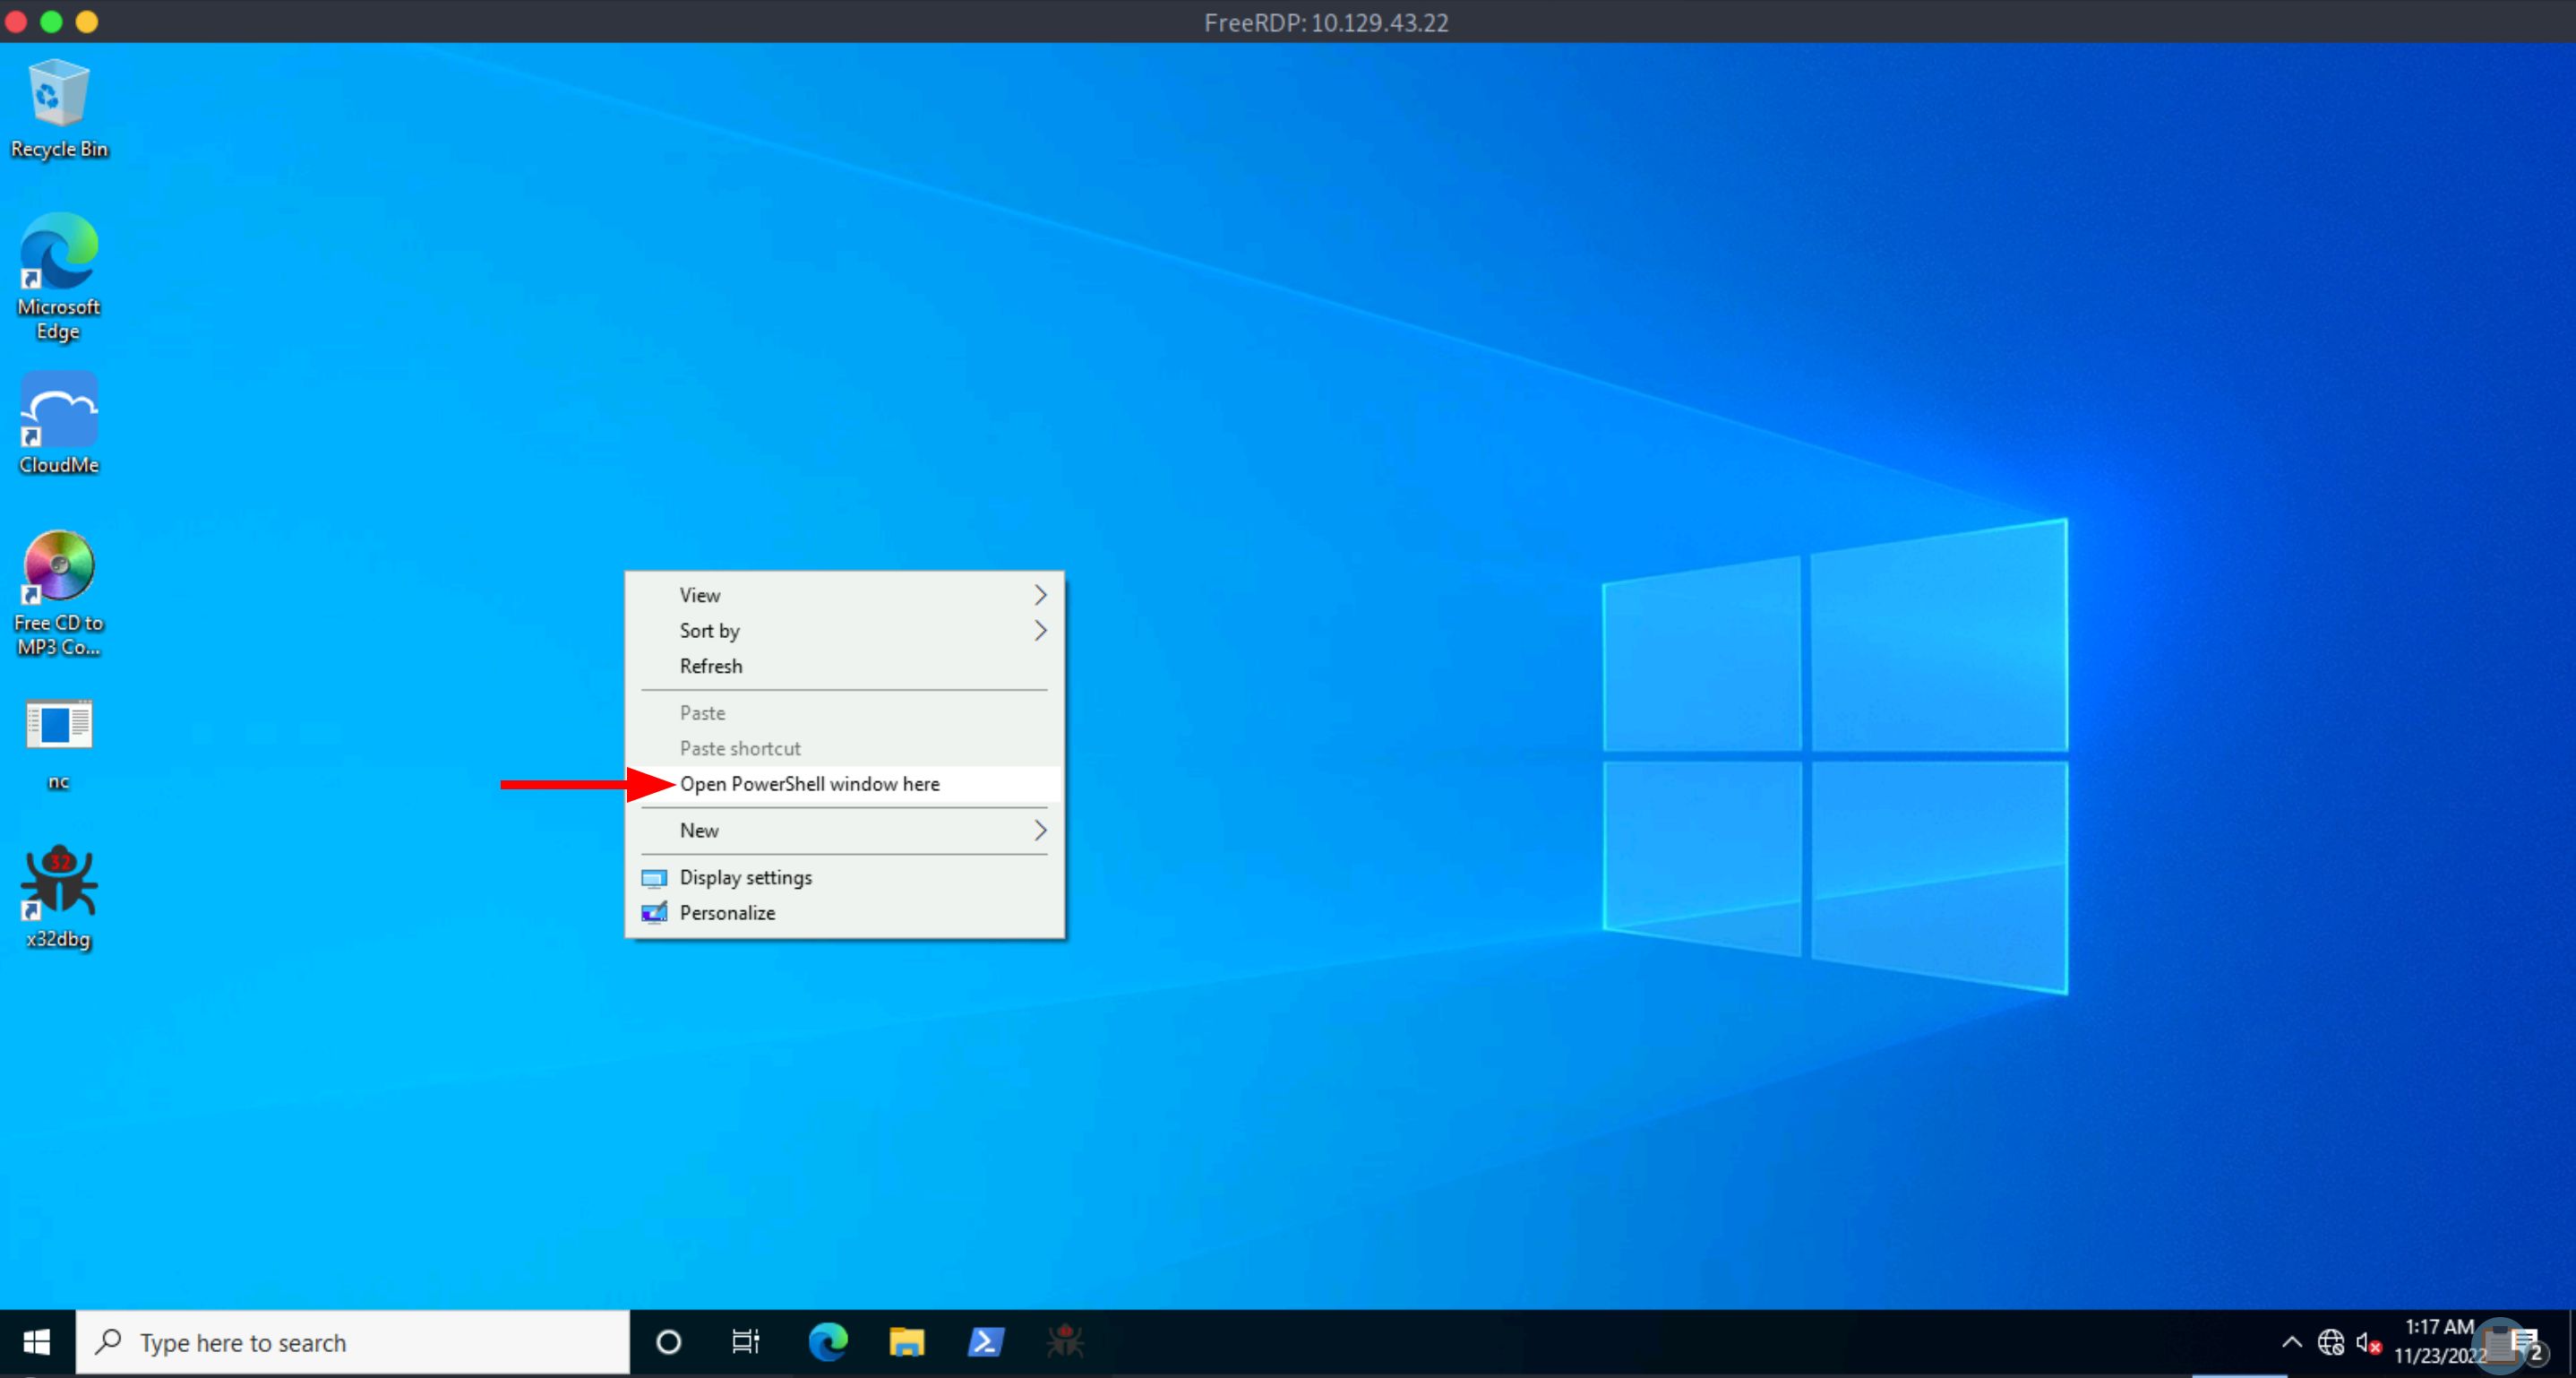 FreeRDP: 10.129.43.22
Recycle Bin
Microsoft
Edge
CloudMe
Free CD to
MP3 Co...
nc
32
x32dbg
View
Sort by
Refresh
Paste
Paste shortcut
Open PowerShell window here
New
Display settings
Personalize
Type here to search
1:17 AM
11/23/2022
2